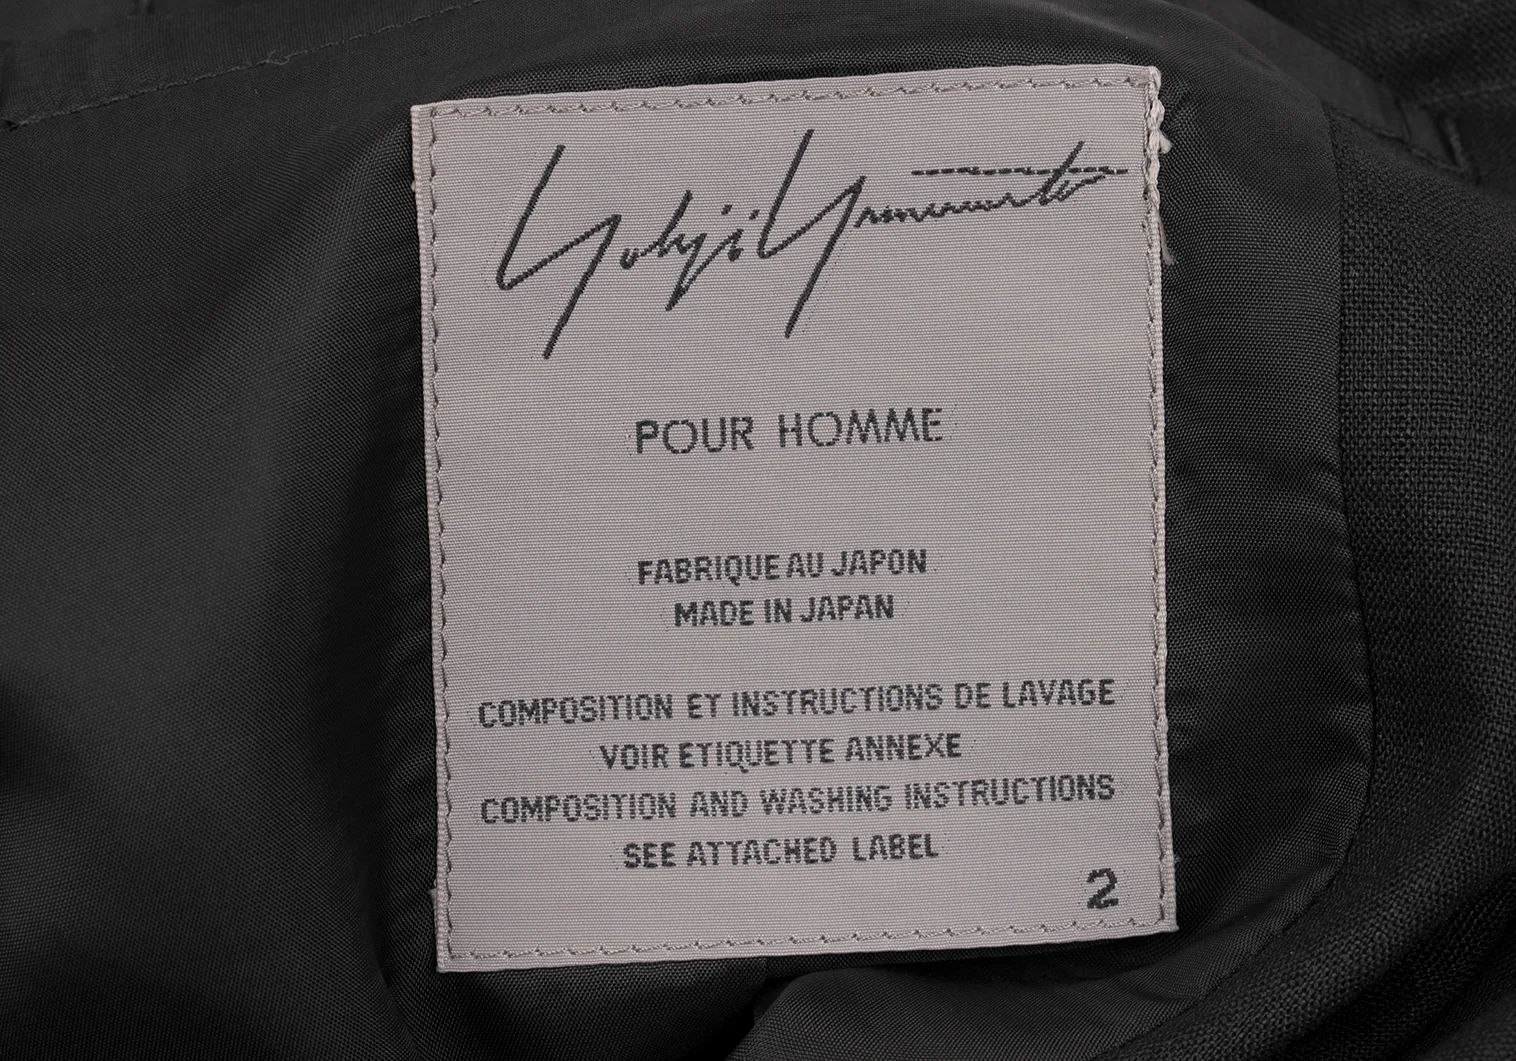 Yohji Yamamoto
POUR HOMME
FABRIQUE AU JAPON
MADE IN JAPAN
COMPOSITION ET INSTRUCTIONS DE LAVAGE
VOIR ETIQUETTE ANNEXE
COMPOSITION AND WASHING INSTRUCTIONS
SEE ATTACHED LABEL
2